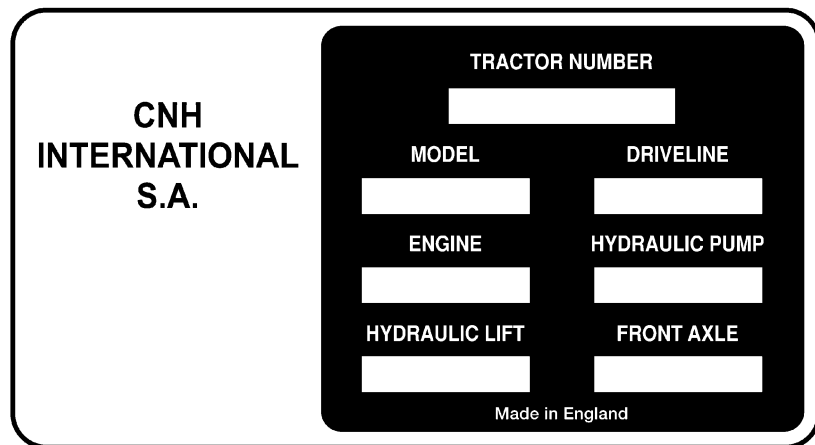 CNH
INTERNATIONAL
S.A.
TRACTOR NUMBER
MODEL DRIVELINE
ENGINE HYDRAULIC PUMP
HYDRAULIC LIFT FRONT AXLE
Made in England